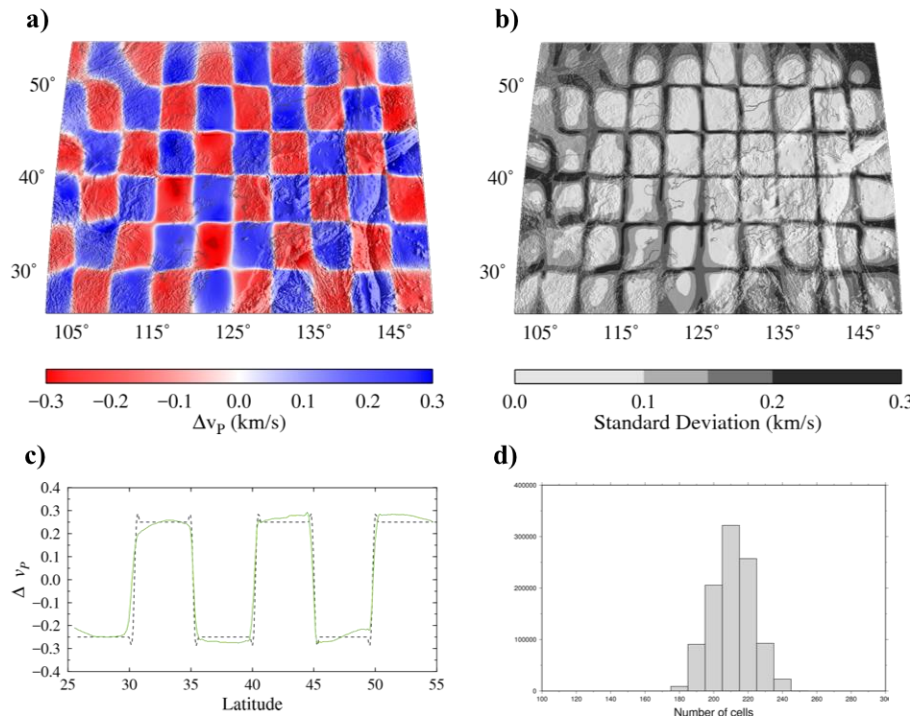 a)
b)
50°
40°
30°
105° 115° 125° 135° 145°
50°
40°
30°
105° 115° 125° 135° 145°
−0.3 −0.2 −0.1 0.0 0.1 0.2 0.3
Δv_P (km/s)
0.0 0.1 0.2 0.3
Standard Deviation (km/s)
c)
d)
0.4
0.3
0.2
0.1
0.0
−0.1
−0.2
−0.3
−0.4
Δ v_P
25 30 35 40 45 50 55
Latitude
400000
300000
200000
100000
0
100 120 140 160 180 200 220 240 260 280 300
Number of cells